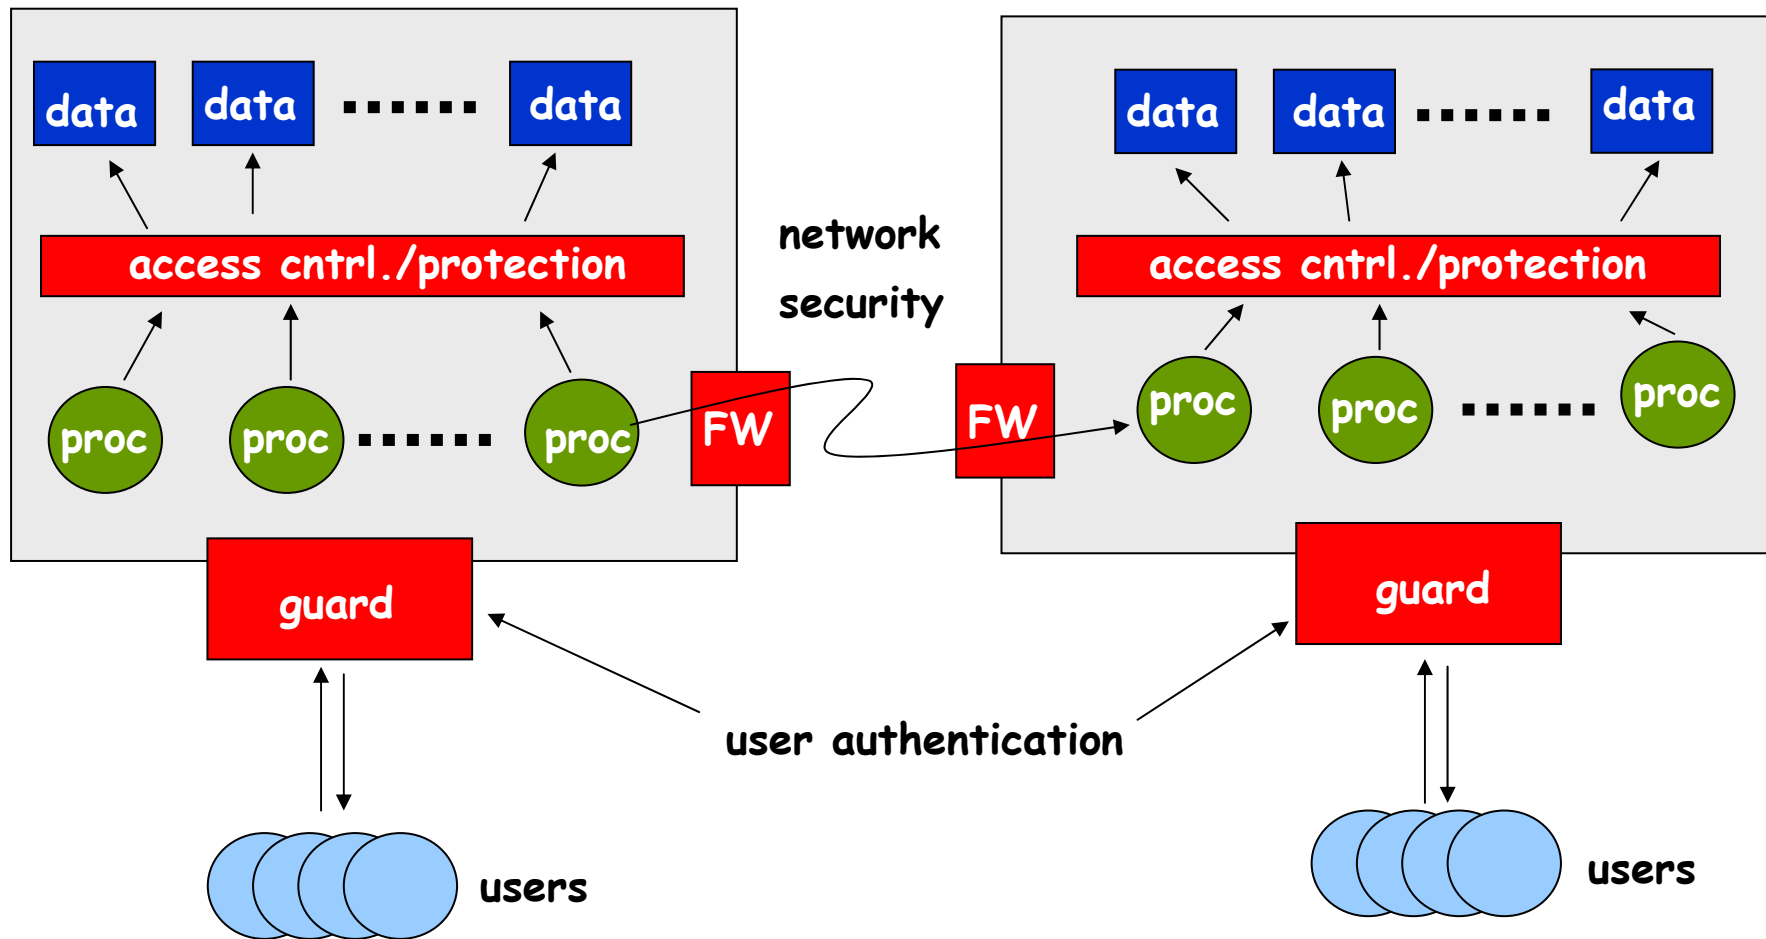 data
data
data
data
data
data
access cntrl./protection
access cntrl./protection
network
security
proc
proc
proc
FW
FW
proc
proc
proc
guard
guard
user authentication
users
users